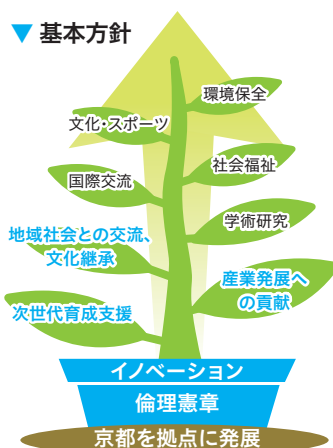 ▼ 基本方針
環境保全
文化・スポーツ
社会福祉
国際交流
学術研究
地域社会との交流、
文化継承
産業発展へ
の貢献
次世代育成支援
イノベーション
倫理憲章
京都を拠点に発展